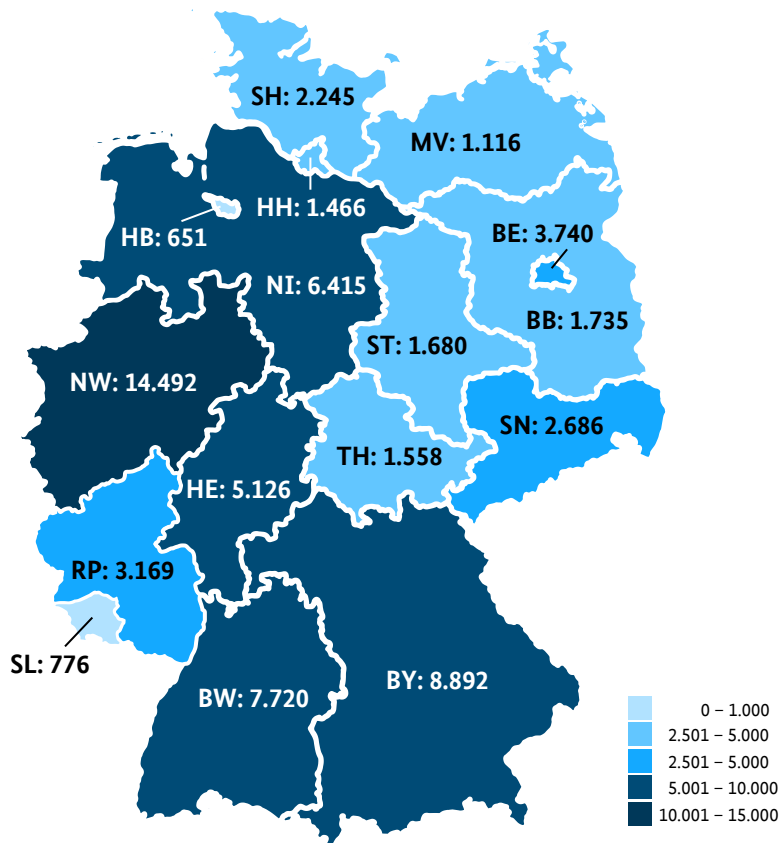 SH: 2.245
MV: 1.116
HH: 1.466
HB: 651
BE: 3.740
NI: 6.415
BB: 1.735
ST: 1.680
NW: 14.492
SN: 2.686
TH: 1.558
HE: 5.126
RP: 3.169
SL: 776
BY: 8.892
BW: 7.720
0 – 1.000
2.501 – 5.000
2.501 – 5.000
5.001 – 10.000
10.001 – 15.000